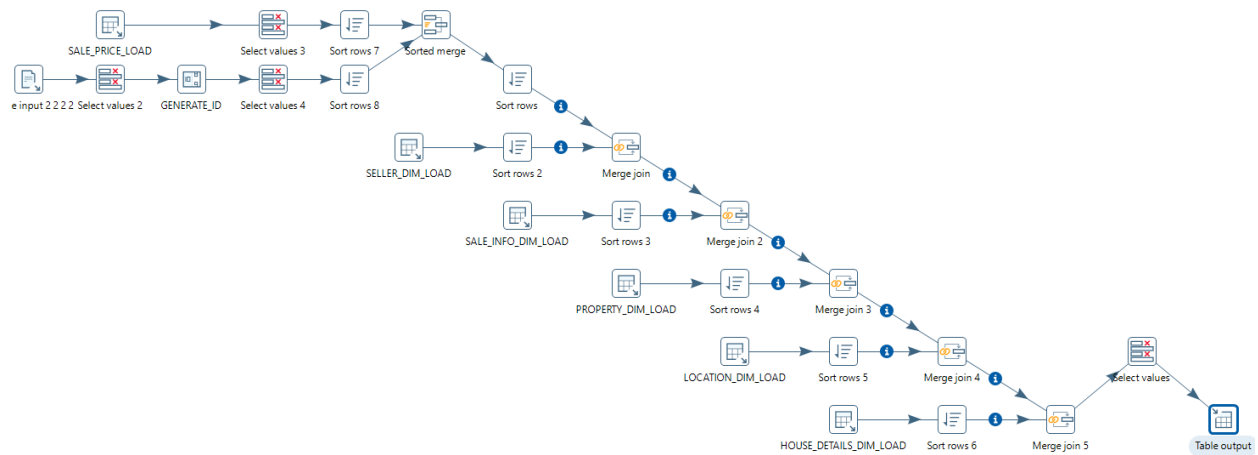 SALE_PRICE_LOAD
Select values 3
Sort rows 7
Sorted merge
e input 2 2 2 2
Select values 2
GENERATE_ID
Select values 4
Sort rows 8
Sort rows
SELLER_DIM_LOAD
Sort rows 2
Merge join
SALE_INFO_DIM_LOAD
Sort rows 3
Merge join 2
PROPERTY_DIM_LOAD
Sort rows 4
Merge join 3
LOCATION_DIM_LOAD
Sort rows 5
Merge join 4
Select values
HOUSE_DETAILS_DIM_LOAD
Sort rows 6
Merge join 5
Table output